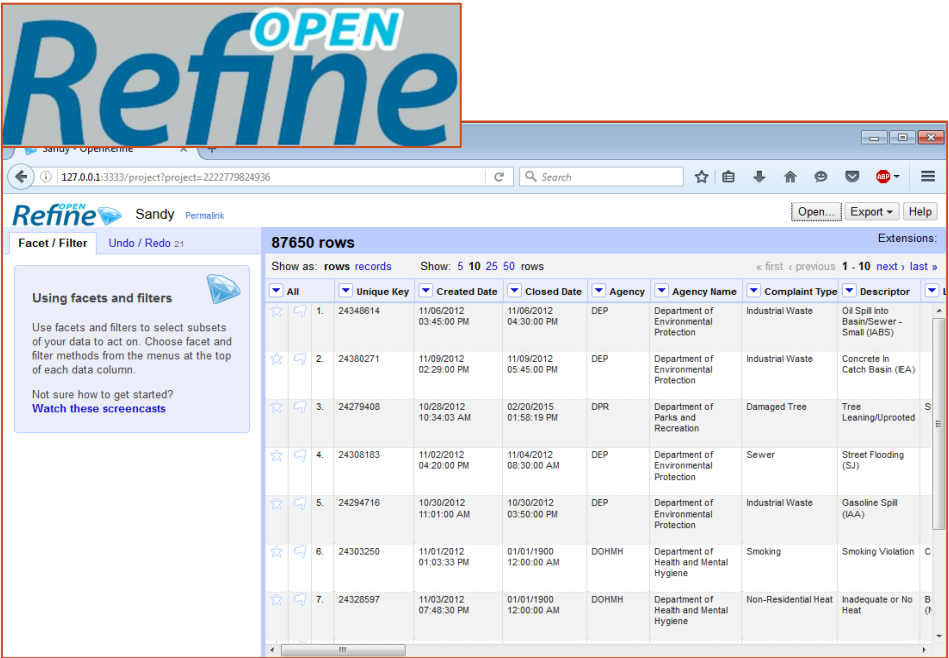 OPEN
Refine
Sandy - OpenRefine
127.0.0.1:3333/project?project=2222779824936
Search
ABP
OPEN
Refine
Sandy Permalink
Open... Export Help
Facet / Filter Undo / Redo 21
87650 rows
Extensions:
Show as: rows records Show: 5 10 25 50 rows
« first ‹ previous 1 - 10 next › last »
Using facets and filters
Use facets and filters to select subsets
of your data to act on. Choose facet and
filter methods from the menus at the top
of each data column.
Not sure how to get started?
Watch these screencasts
All Unique Key Created Date Closed Date Agency Agency Name Complaint Type Descriptor
1. 24348614 11/06/2012 11/06/2012 DEP Department of Industrial Waste Oil Spill Into
03:45:00 PM 04:30:00 PM Environmental Basin/Sewer -
Protection Small (IABS)
2. 24380271 11/09/2012 11/09/2012 DEP Department of Industrial Waste Concrete In
02:29:00 PM 05:45:00 PM Environmental Catch Basin (IEA)
Protection
3. 24279408 10/28/2012 02/20/2015 DPR Department of Damaged Tree Tree
10:34:03 AM 01:58:19 PM Parks and Leaning/Uprooted
Recreation
4. 24308183 11/02/2012 11/04/2012 DEP Department of Sewer Street Flooding
04:20:00 PM 08:30:00 AM Environmental (SJ)
Protection
5. 24294716 10/30/2012 10/30/2012 DEP Department of Industrial Waste Gasoline Spill
11:01:00 AM 03:50:00 PM Environmental (IAA)
Protection
6. 24303250 11/01/2012 01/01/1900 DOHMH Department of Smoking Smoking Violation
01:03:33 PM 12:00:00 AM Health and Mental
Hygiene
7. 24328597 11/03/2012 01/01/1900 DOHMH Department of Non-Residential Heat Inadequate or No
07:48:30 PM 12:00:00 AM Health and Mental Heat
Hygiene